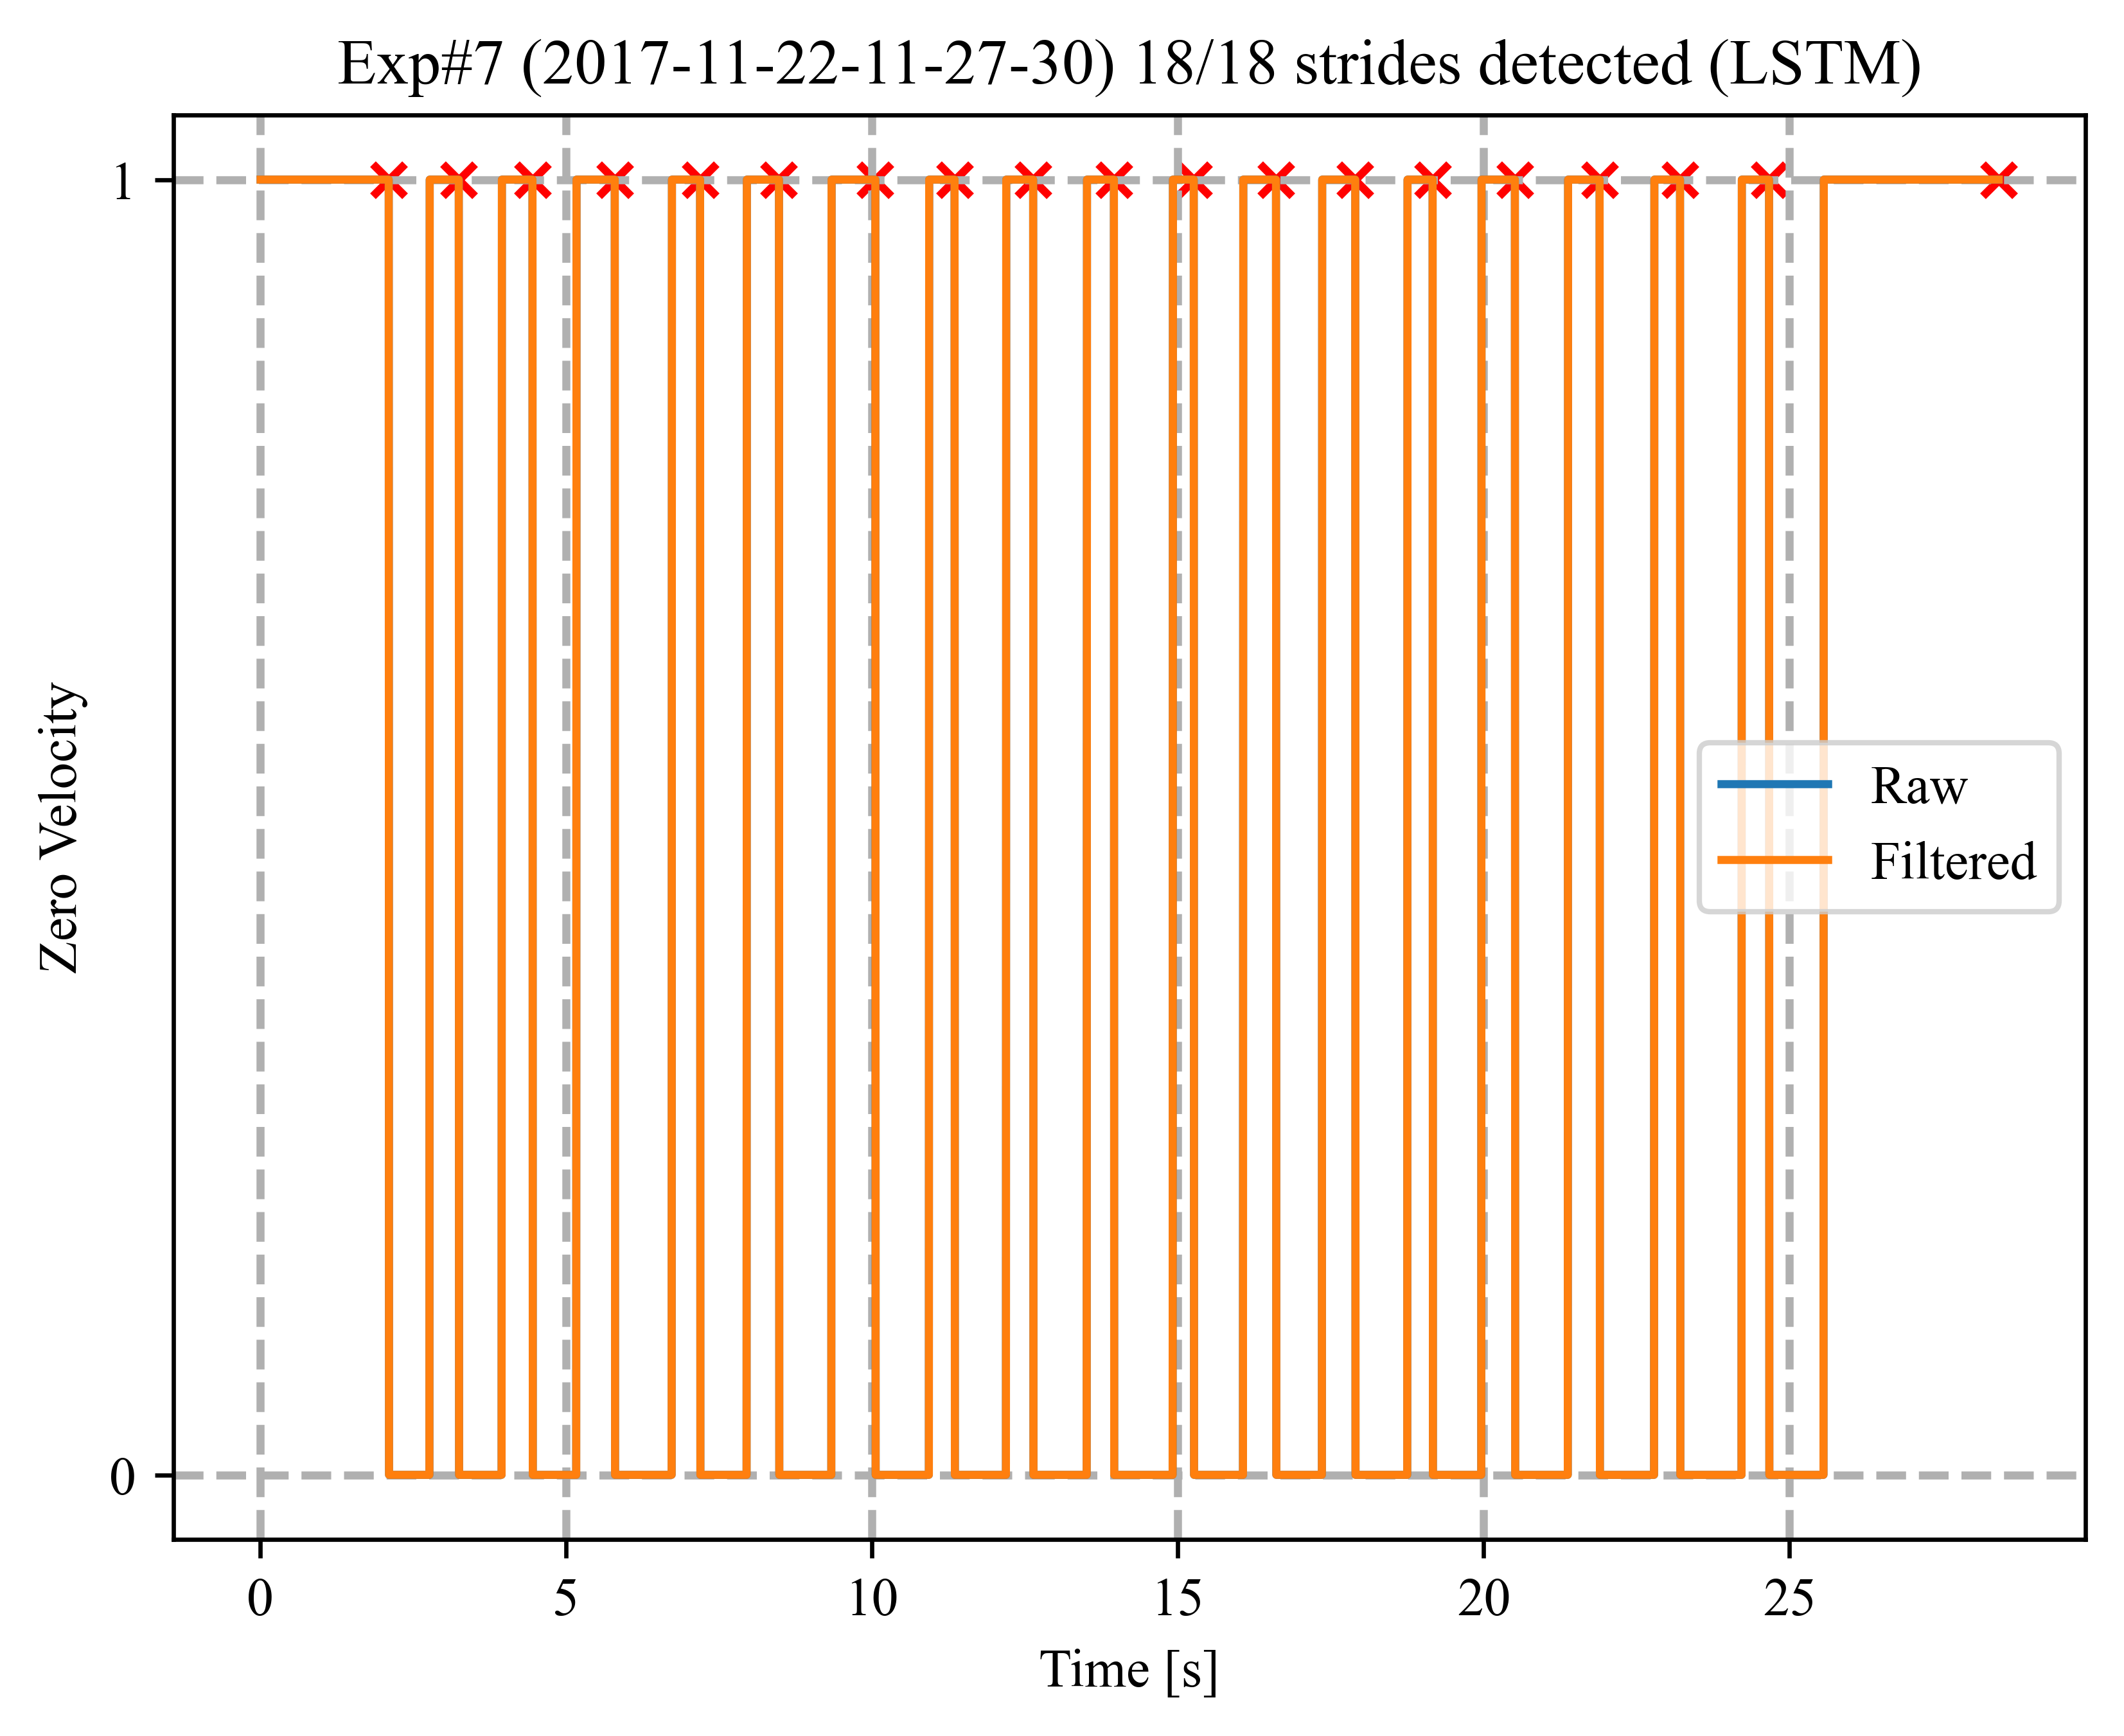 Exp#7 (2017-11-22-11-27-30) 18/18 strides detected (LSTM)
1
Zero Velocity
Raw
Filtered
0
0 5 10 15 20 25
Time [s]